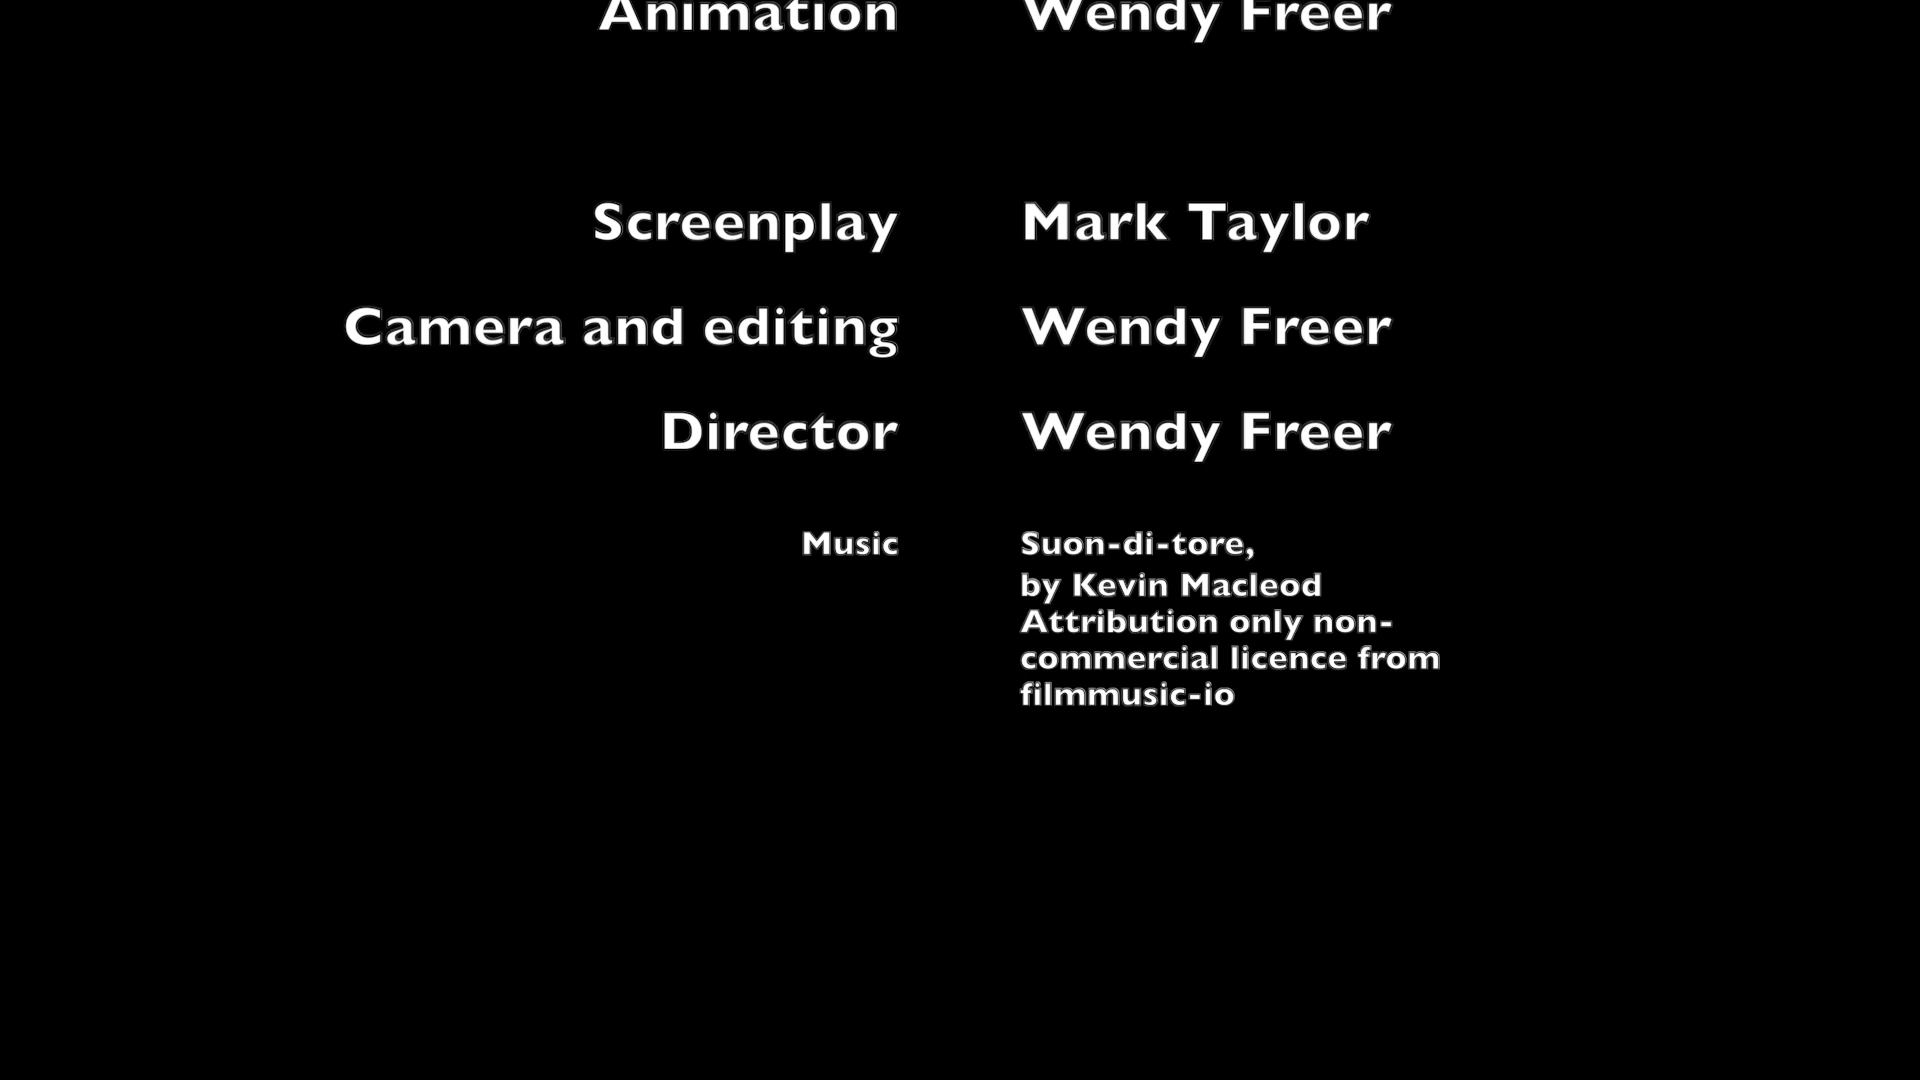 Animation Wendy Freer
Screenplay Mark Taylor
Camera and editing Wendy Freer
Director Wendy Freer
Music Suon-di-tore,
by Kevin Macleod
Attribution only non-
commercial licence from
filmmusic-io